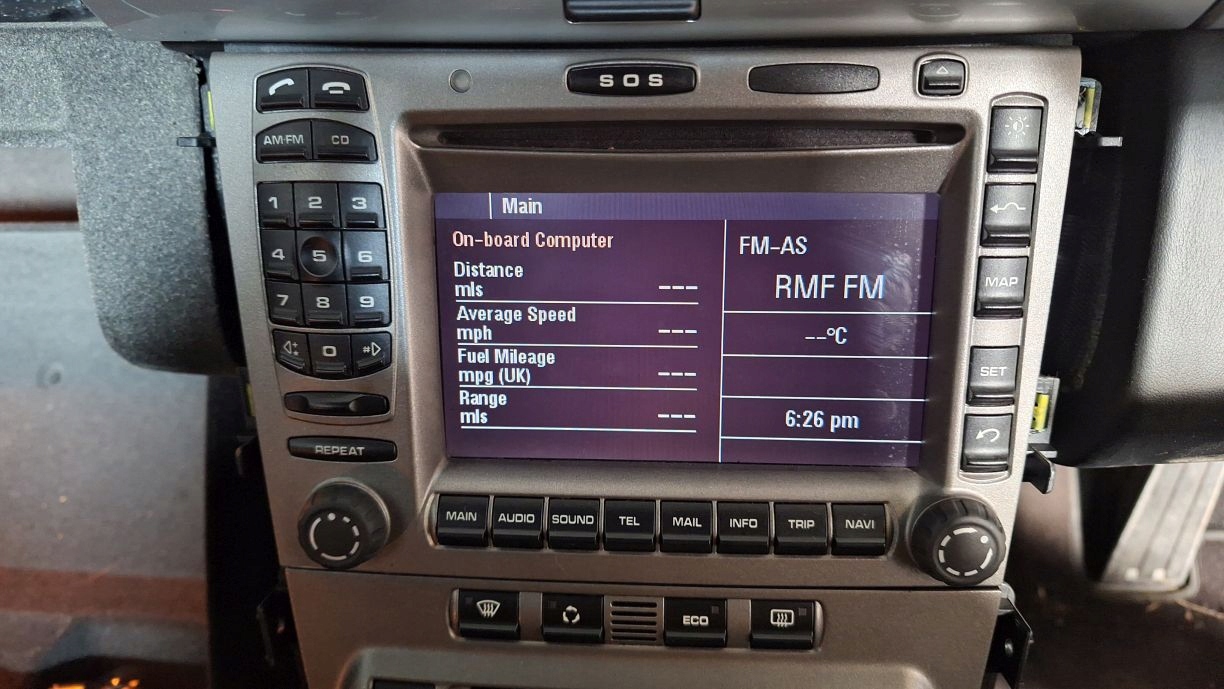 SOS
AM·FM CD
1 2 3
4 5 6
7 8 9
* 0 #
REPEAT
Main
On-board Computer
Distance
mls ---
Average Speed
mph ---
Fuel Mileage
mpg (UK) ---
Range
mls ---
FM-AS
RMF FM
--°C
6:26 pm
MAP
SET
MAIN AUDIO SOUND TEL MAIL INFO TRIP NAVI
ECO